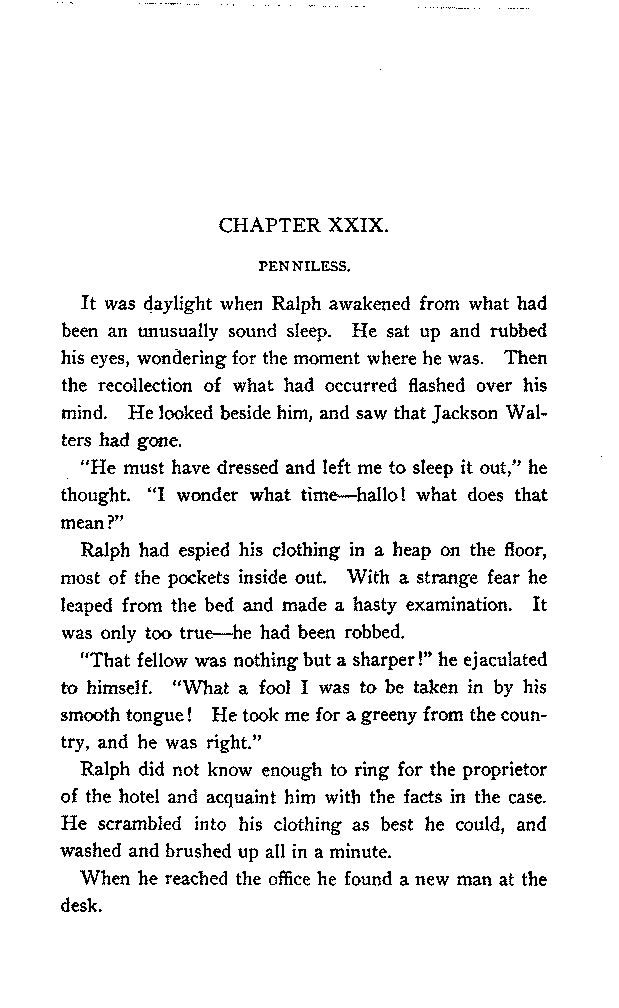 CHAPTER XXIX.
PENNILESS.
It was daylight when Ralph awakened from what had
been an unusually sound sleep. He sat up and rubbed
his eyes, wondering for the moment where he was. Then
the recollection of what had occurred flashed over his
mind. He looked beside him, and saw that Jackson Wal-
ters had gone.
"He must have dressed and left me to sleep it out," he
thought. "I wonder what time—hallo! what does that
mean?"
Ralph had espied his clothing in a heap on the floor,
most of the pockets inside out. With a strange fear he
leaped from the bed and made a hasty examination. It
was only too true—he had been robbed.
"That fellow was nothing but a sharper!" he ejaculated
to himself. "What a fool I was to be taken in by his
smooth tongue! He took me for a greeny from the coun-
try, and he was right."
Ralph did not know enough to ring for the proprietor
of the hotel and acquaint him with the facts in the case.
He scrambled into his clothing as best he could, and
washed and brushed up all in a minute.
When he reached the office he found a new man at the
desk.